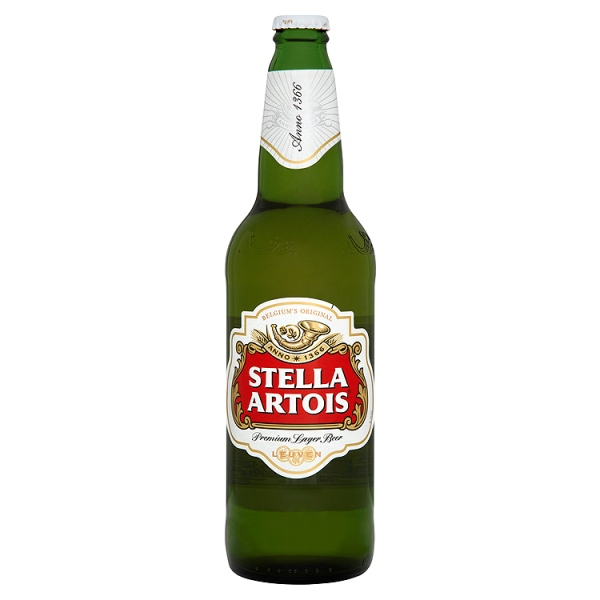 Anno 1366
BELGIUM'S ORIGINAL
ANNO * 1366
STELLA
ARTOIS
Premium Lager Beer
LEUVEN